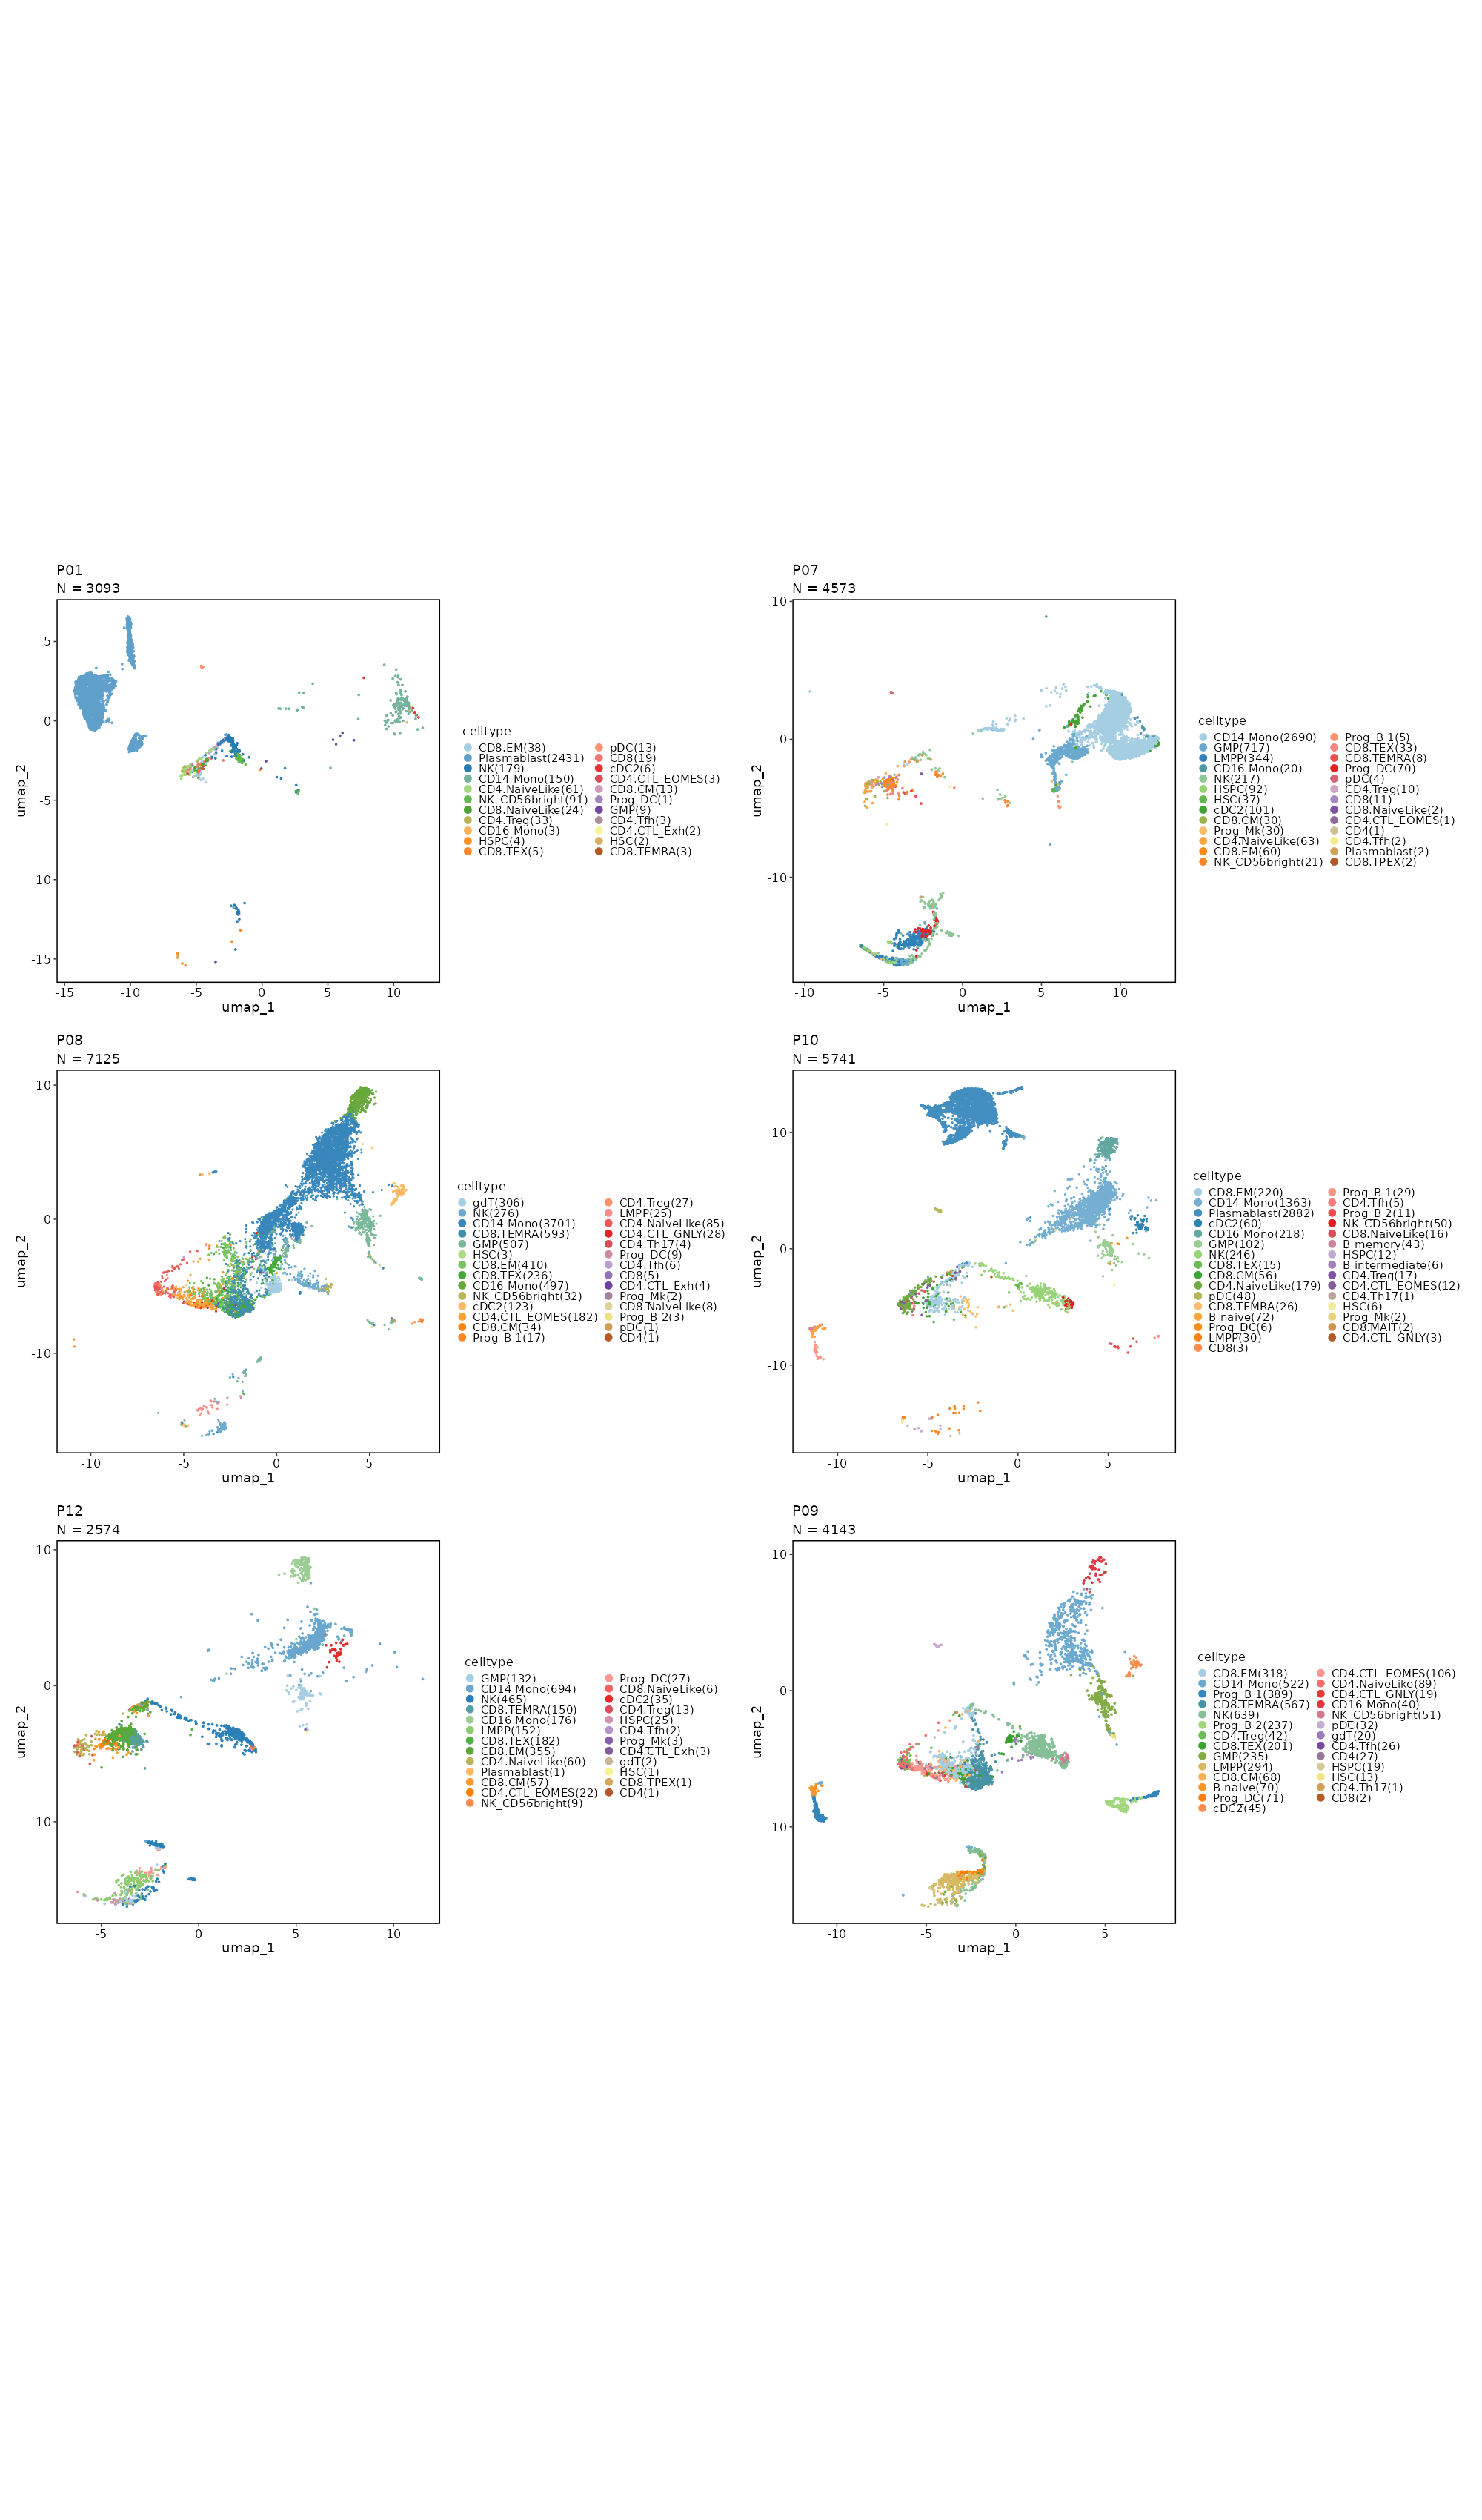 P01
N = 3093
5
0
-5
-10
-15
-15 -10 -5 0 5 10
umap_1
umap_2
celltype
CD8.EM(38) pDC(13)
Plasmablast(2431) CD8(19)
NK(179) cDC2(6)
CD14 Mono(150) CD4.CTL_EOMES(3)
CD4.NaiveLike(61) CD8.CM(13)
NK_CD56bright(91) Prog_DC(1)
CD8.NaiveLike(24) GMP(9)
CD4.Treg(33) CD4.Tfh(3)
CD16 Mono(3) CD4.CTL_Exh(2)
HSPC(4) HSC(2)
CD8.TEX(5) CD8.TEMRA(3)
P07
N = 4573
10
0
-10
-10 -5 0 5 10
umap_1
umap_2
celltype
CD14 Mono(2690) Prog_B 1(5)
GMP(717) CD8.TEX(33)
CD16 Mono(20) CD8.TEMRA(8)
LMPP(344) Prog_DC(70)
NK(217) pDC(4)
HSPC(92) CD4.Treg(10)
HSC(37) CD8(11)
cDC2(101) CD8.NaiveLike(2)
CD8.CM(30) CD4.CTL_EOMES(1)
Prog_Mk(30) CD4(1)
CD4.NaiveLike(63) CD4.Tfh(2)
CD8.EM(60) Plasmablast(2)
NK_CD56bright(21) CD8.TPEX(2)
P08
N = 7125
10
0
-10
-10 -5 0 5
umap_1
umap_2
celltype
gdT(306) CD4.Treg(27)
NK(276) LMPP(25)
CD14 Mono(3701) CD4.NaiveLike(85)
CD8.TEMRA(593) CD4.CTL_GNLY(28)
GMP(507) CD4.Th17(4)
HSC(3) Prog_DC(9)
CD8.EM(410) CD4.Tfh(6)
CD8.TEX(236) CD8(5)
CD16 Mono(497) CD4.CTL_Exh(4)
NK_CD56bright(32) Prog_Mk(2)
cDC2(123) CD8.NaiveLike(8)
CD4.CTL_EOMES(182) Prog_B 2(3)
CD8.CM(34) pDC(1)
Prog_B 1(17) CD4(1)
P10
N = 5741
10
0
-10
-10 -5 0 5
umap_1
umap_2
celltype
CD8.EM(220) Prog_B 1(29)
CD14 Mono(1363) CD4.Tfh(5)
Plasmablast(2882) Prog_B 2(11)
cDC2(60) NK_CD56bright(50)
CD16 Mono(218) CD8.NaiveLike(16)
GMP(102) B memory(43)
NK(246) HSPC(12)
CD8.TEX(15) B intermediate(6)
CD8.CM(56) CD4.Treg(17)
CD4.NaiveLike(179) CD4.CTL_EOMES(12)
pDC(48) CD4.Th17(1)
CD8.TEMRA(26) HSC(6)
B naive(72) Prog_Mk(2)
Prog_DC(6) CD8.MAIT(2)
LMPP(30) CD4.CTL_GNLY(3)
CD8(3)
P12
N = 2574
10
0
-10
-5 0 5 10
umap_1
umap_2
celltype
GMP(132) Prog_DC(27)
CD14 Mono(694) CD8.NaiveLike(6)
NK(465) cDC2(35)
CD8.TEMRA(150) CD4.Treg(13)
CD16 Mono(176) HSPC(25)
LMPP(152) CD4.Tfh(2)
CD8.TEX(182) Prog_Mk(3)
CD8.EM(355) CD4.CTL_Exh(3)
CD4.NaiveLike(60) gdT(2)
Plasmablast(1) HSC(1)
CD8.CM(57) CD8.TPEX(1)
CD4.CTL_EOMES(22) CD4(1)
NK_CD56bright(9)
P09
N = 4143
10
0
-10
-10 -5 0 5
umap_1
umap_2
celltype
CD8.EM(318) CD4.CTL_EOMES(106)
CD14 Mono(522) CD4.NaiveLike(89)
Prog_B 1(389) CD4.CTL_GNLY(19)
CD8.TEMRA(567) CD16 Mono(40)
NK(639) NK_CD56bright(51)
Prog_B 2(237) pDC(32)
CD4.Treg(42) gdT(20)
CD8.TEX(201) CD4.Tfh(26)
GMP(235) CD4(27)
LMPP(294) HSPC(19)
CD8.CM(68) HSC(13)
B naive(70) CD4.Th17(1)
Prog_DC(71) CD8(2)
cDC2(45)